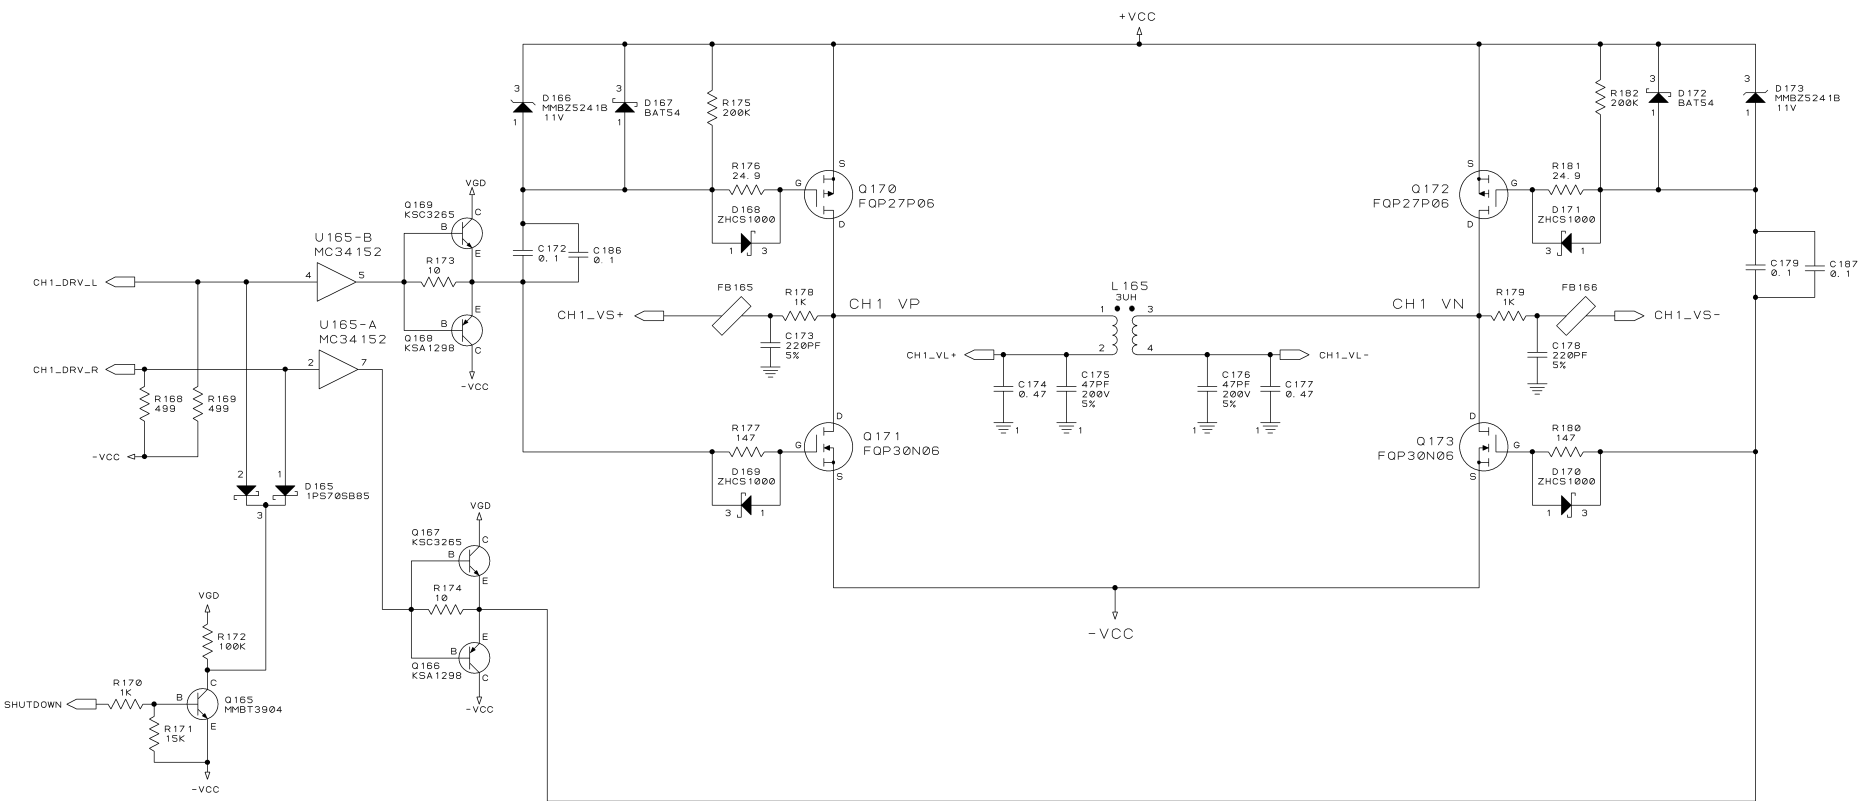 +VCC
3
D166
MMBZ5241B
11V
1
3
D167
BAT54
1
R175
200K
R182
200K
3
D172
BAT54
1
3
D173
MMBZ5241B
11V
1
R176
24.9
G
S
Q170
FQP27P06
D
D168
ZHCS1000
1
3
S
Q172
FQP27P06
G
D
R181
24.9
D171
ZHCS1000
3
1
VGD
Q169
KSC3265
C
B
E
U165-B
MC34152
R173
10
C172
0.1
C186
0.1
C179
0.1
C187
0.1
CH1_DRV_L
4
5
E
B
Q168
KSA1298
C
-VCC
FB165
R178
1K
CH1 VP
CH1_VS+
C173
220PF
5%
L165
3UH
1
3
2
4
CH1 VN
R179
1K
FB166
CH1_VS-
C178
220PF
5%
U165-A
MC34152
CH1_DRV_R
2
7
CH1_VL+
CH1_VL-
C174
0.47
1
C175
47PF
200V
5%
1
C176
47PF
200V
5%
1
C177
0.47
1
R168
499
R169
499
-VCC
R177
147
G
D
Q171
FQP30N06
S
D169
ZHCS1000
3
1
D
Q173
FQP30N06
G
S
R180
147
D170
ZHCS1000
1
3
2
1
D165
1PS70SB85
3
VGD
Q167
KSC3265
C
B
E
R174
10
E
B
Q166
KSA1298
C
-VCC
-VCC
VGD
R172
100K
SHUTDOWN
R170
1K
B
C
Q165
MMBT3904
E
R171
15K
-VCC